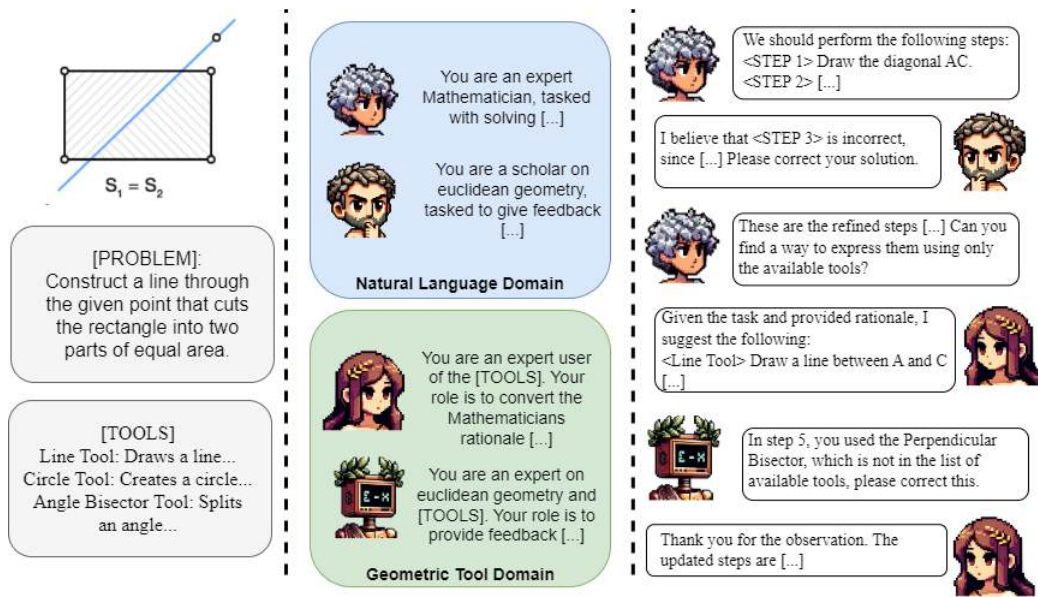 S1 = S2
[PROBLEM]:
Construct a line through
the given point that cuts
the rectangle into two
parts of equal area.
[TOOLS]
Line Tool: Draws a line...
Circle Tool: Creates a circle...
Angle Bisector Tool: Splits
an angle...
You are an expert
Mathematician, tasked
with solving [...]
You are a scholar on
euclidean geometry,
tasked to give feedback
[...]
Natural Language Domain
You are an expert user
of the [TOOLS]. Your
role is to convert the
Mathematicians
rationale [...]
You are an expert on
euclidean geometry and
[TOOLS]. Your role is to
provide feedback [...]
Geometric Tool Domain
We should perform the following steps:
<STEP 1> Draw the diagonal AC.
<STEP 2> [...]
I believe that <STEP 3> is incorrect,
since [...] Please correct your solution.
These are the refined steps [...] Can you
find a way to express them using only
the available tools?
Given the task and provided rationale, I
suggest the following:
<Line Tool> Draw a line between A and C
[...]
In step 5, you used the Perpendicular
Bisector, which is not in the list of
available tools, please correct this.
Thank you for the observation. The
updated steps are [...]